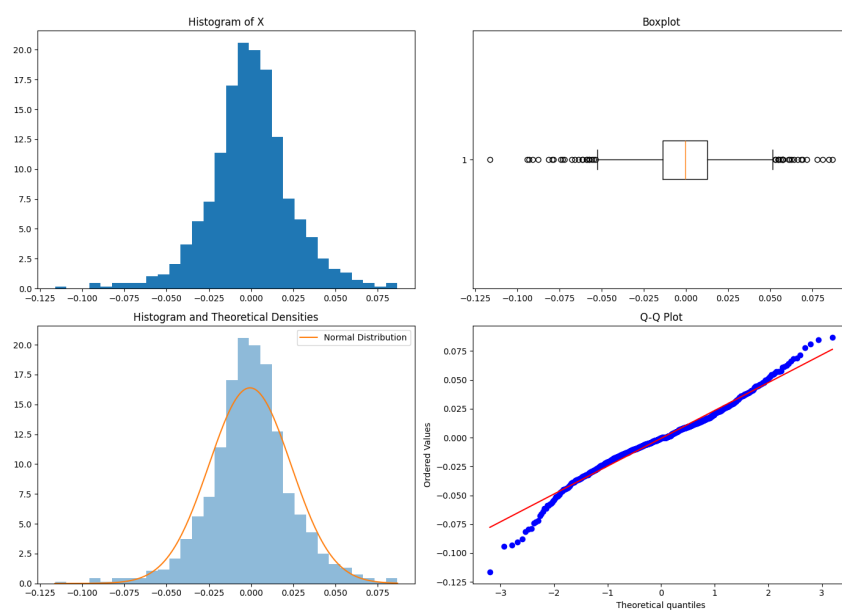 Histogram of X
20.0
17.5
15.0
12.5
10.0
7.5
5.0
2.5
0.0
−0.125 −0.100 −0.075 −0.050 −0.025 0.000 0.025 0.050 0.075
Boxplot
1
−0.125 −0.100 −0.075 −0.050 −0.025 0.000 0.025 0.050 0.075
Histogram and Theoretical Densities
Normal Distribution
20.0
17.5
15.0
12.5
10.0
7.5
5.0
2.5
0.0
−0.125 −0.100 −0.075 −0.050 −0.025 0.000 0.025 0.050 0.075
Q-Q Plot
Ordered Values
0.075
0.050
0.025
0.000
−0.025
−0.050
−0.075
−0.100
−0.125
−3 −2 −1 0 1 2 3
Theoretical quantiles